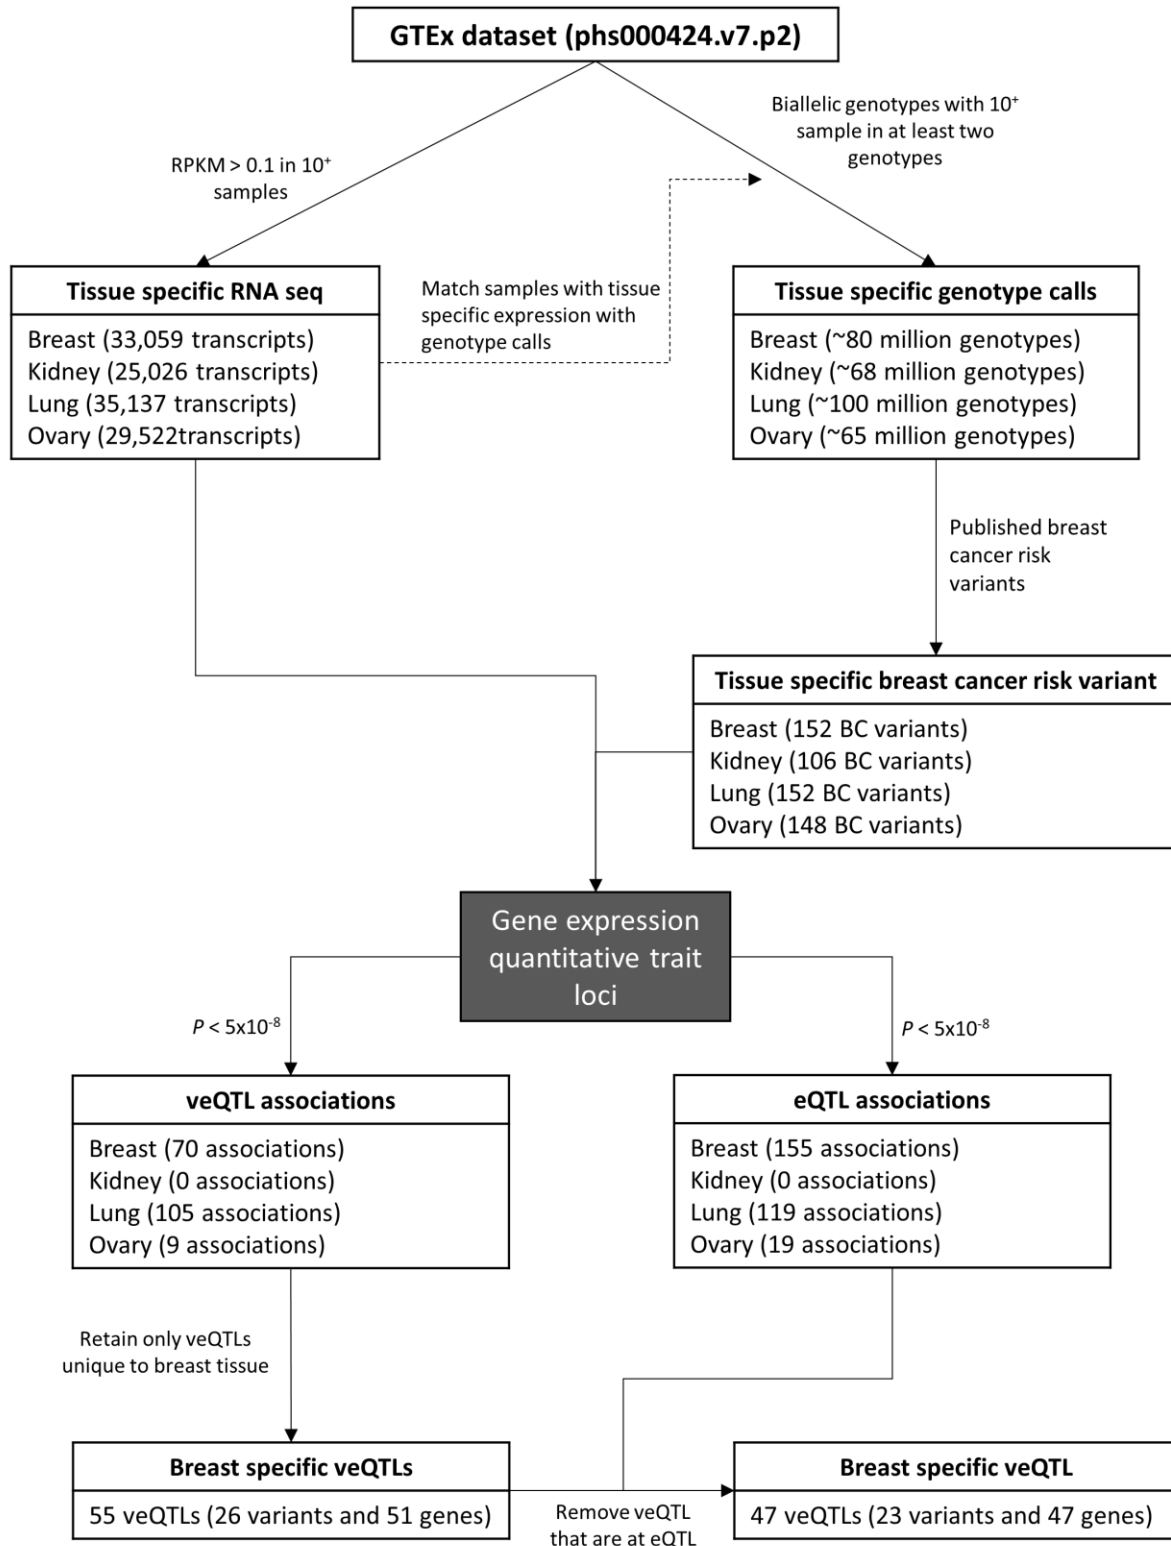 GTEx dataset (phs000424.v7.p2)
Biallelic genotypes with 10⁺
sample in at least two
genotypes
RPKM > 0.1 in 10⁺
samples
Tissue specific RNA seq
Breast (33,059 transcripts)
Kidney (25,026 transcripts)
Lung (35,137 transcripts)
Ovary (29,522transcripts)
Match samples with tissue
specific expression with
genotype calls
Tissue specific genotype calls
Breast (~80 million genotypes)
Kidney (~68 million genotypes)
Lung (~100 million genotypes)
Ovary (~65 million genotypes)
Published breast
cancer risk
variants
Tissue specific breast cancer risk variant
Breast (152 BC variants)
Kidney (106 BC variants)
Lung (152 BC variants)
Ovary (148 BC variants)
Gene expression
quantitative trait
loci
P < 5x10⁻⁸
P < 5x10⁻⁸
veQTL associations
Breast (70 associations)
Kidney (0 associations)
Lung (105 associations)
Ovary (9 associations)
eQTL associations
Breast (155 associations)
Kidney (0 associations)
Lung (119 associations)
Ovary (19 associations)
Retain only veQTLs
unique to breast tissue
Breast specific veQTLs
55 veQTLs (26 variants and 51 genes)
Remove veQTL
that are at eQTL
Breast specific veQTL
47 veQTLs (23 variants and 47 genes)